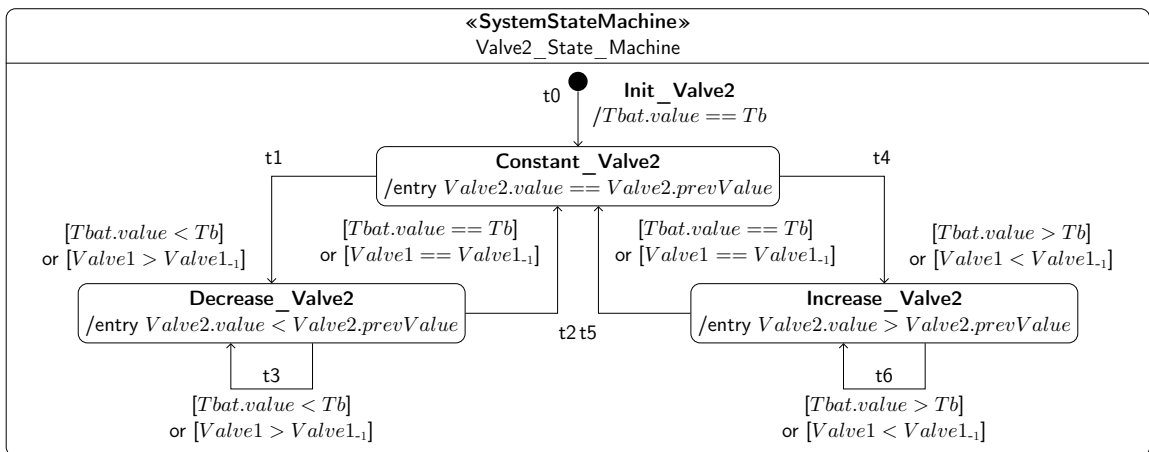 «SystemStateMachine»
Valve2_State_Machine
t0
Init_Valve2
/Tbat.value == Tb
t1
Constant_Valve2
/entry Valve2.value == Valve2.prevValue
t4
[Tbat.value < Tb]
or [Valve1 > Valve1₋₁]
[Tbat.value == Tb]
or [Valve1 == Valve1₋₁]
[Tbat.value == Tb]
or [Valve1 == Valve1₋₁]
[Tbat.value > Tb]
or [Valve1 < Valve1₋₁]
Decrease_Valve2
/entry Valve2.value < Valve2.prevValue
t2 t5
Increase_Valve2
/entry Valve2.value > Valve2.prevValue
t3
[Tbat.value < Tb]
or [Valve1 > Valve1₋₁]
t6
[Tbat.value > Tb]
or [Valve1 < Valve1₋₁]